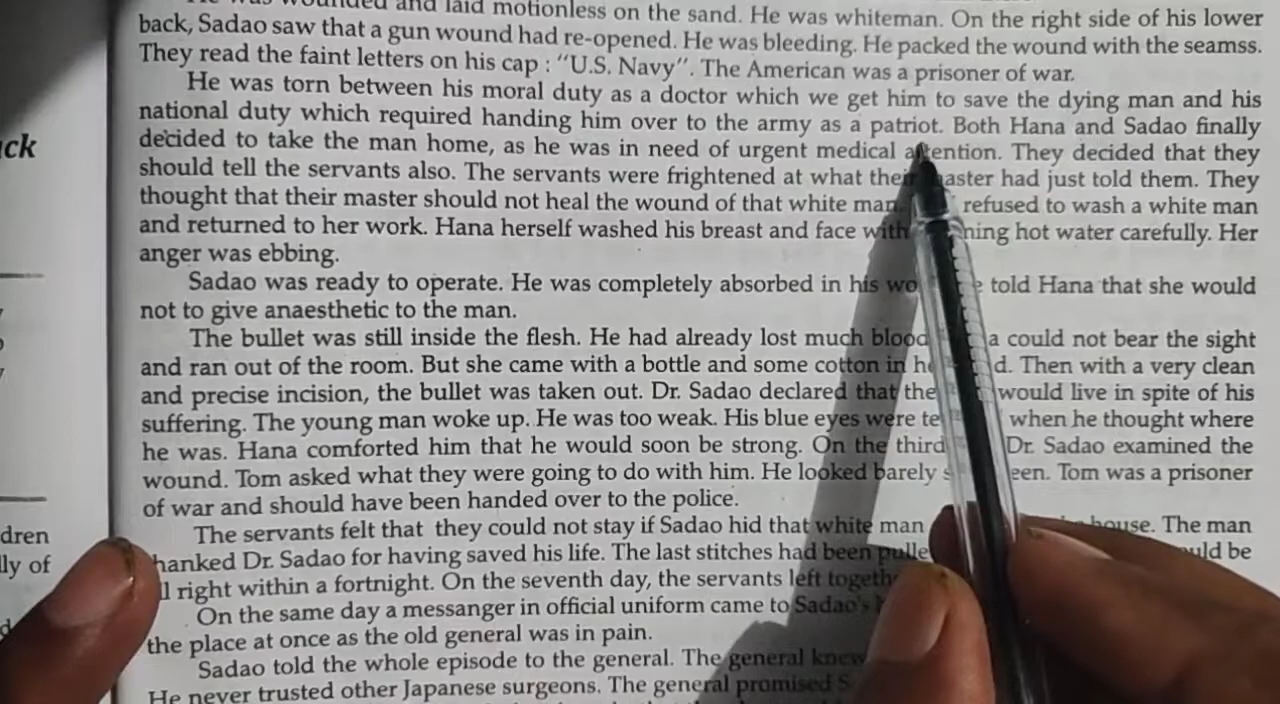 wounded and laid motionless on the sand. He was whiteman. On the right side of his lower
back, Sadao saw that a gun wound had re-opened. He was bleeding. He packed the wound with the seamss.
They read the faint letters on his cap : "U.S. Navy". The American was a prisoner of war.
He was torn between his moral duty as a doctor which we get him to save the dying man and his
national duty which required handing him over to the army as a patriot. Both Hana and Sadao finally
decided to take the man home, as he was in need of urgent medical attention. They decided that they
should tell the servants also. The servants were frightened at what their master had just told them. They
thought that their master should not heal the wound of that white man. refused to wash a white man
and returned to her work. Hana herself washed his breast and face with hot water carefully. Her
anger was ebbing.
Sadao was ready to operate. He was completely absorbed in his told Hana that she would
not to give anaesthetic to the man.
The bullet was still inside the flesh. He had already lost much blood could not bear the sight
and ran out of the room. But she came with a bottle and some cotton in Then with a very clean
and precise incision, the bullet was taken out. Dr. Sadao declared that the would live in spite of his
suffering. The young man woke up. He was too weak. His blue eyes were when he thought where
he was. Hana comforted him that he would soon be strong. On the third Dr. Sadao examined the
wound. Tom asked what they were going to do with him. He looked barely Tom was a prisoner
of war and should have been handed over to the police.
The servants felt that they could not stay if Sadao hid that white man house. The man
thanked Dr. Sadao for having saved his life. The last stitches had been be
right within a fortnight. On the seventh day, the servants left
On the same day a messanger in official uniform came to Sadao's
the place at once as the old general was in pain.
Sadao told the whole episode to the general. The general knew
He never trusted other Japanese surgeons. The general promised
ck
dren
lly of